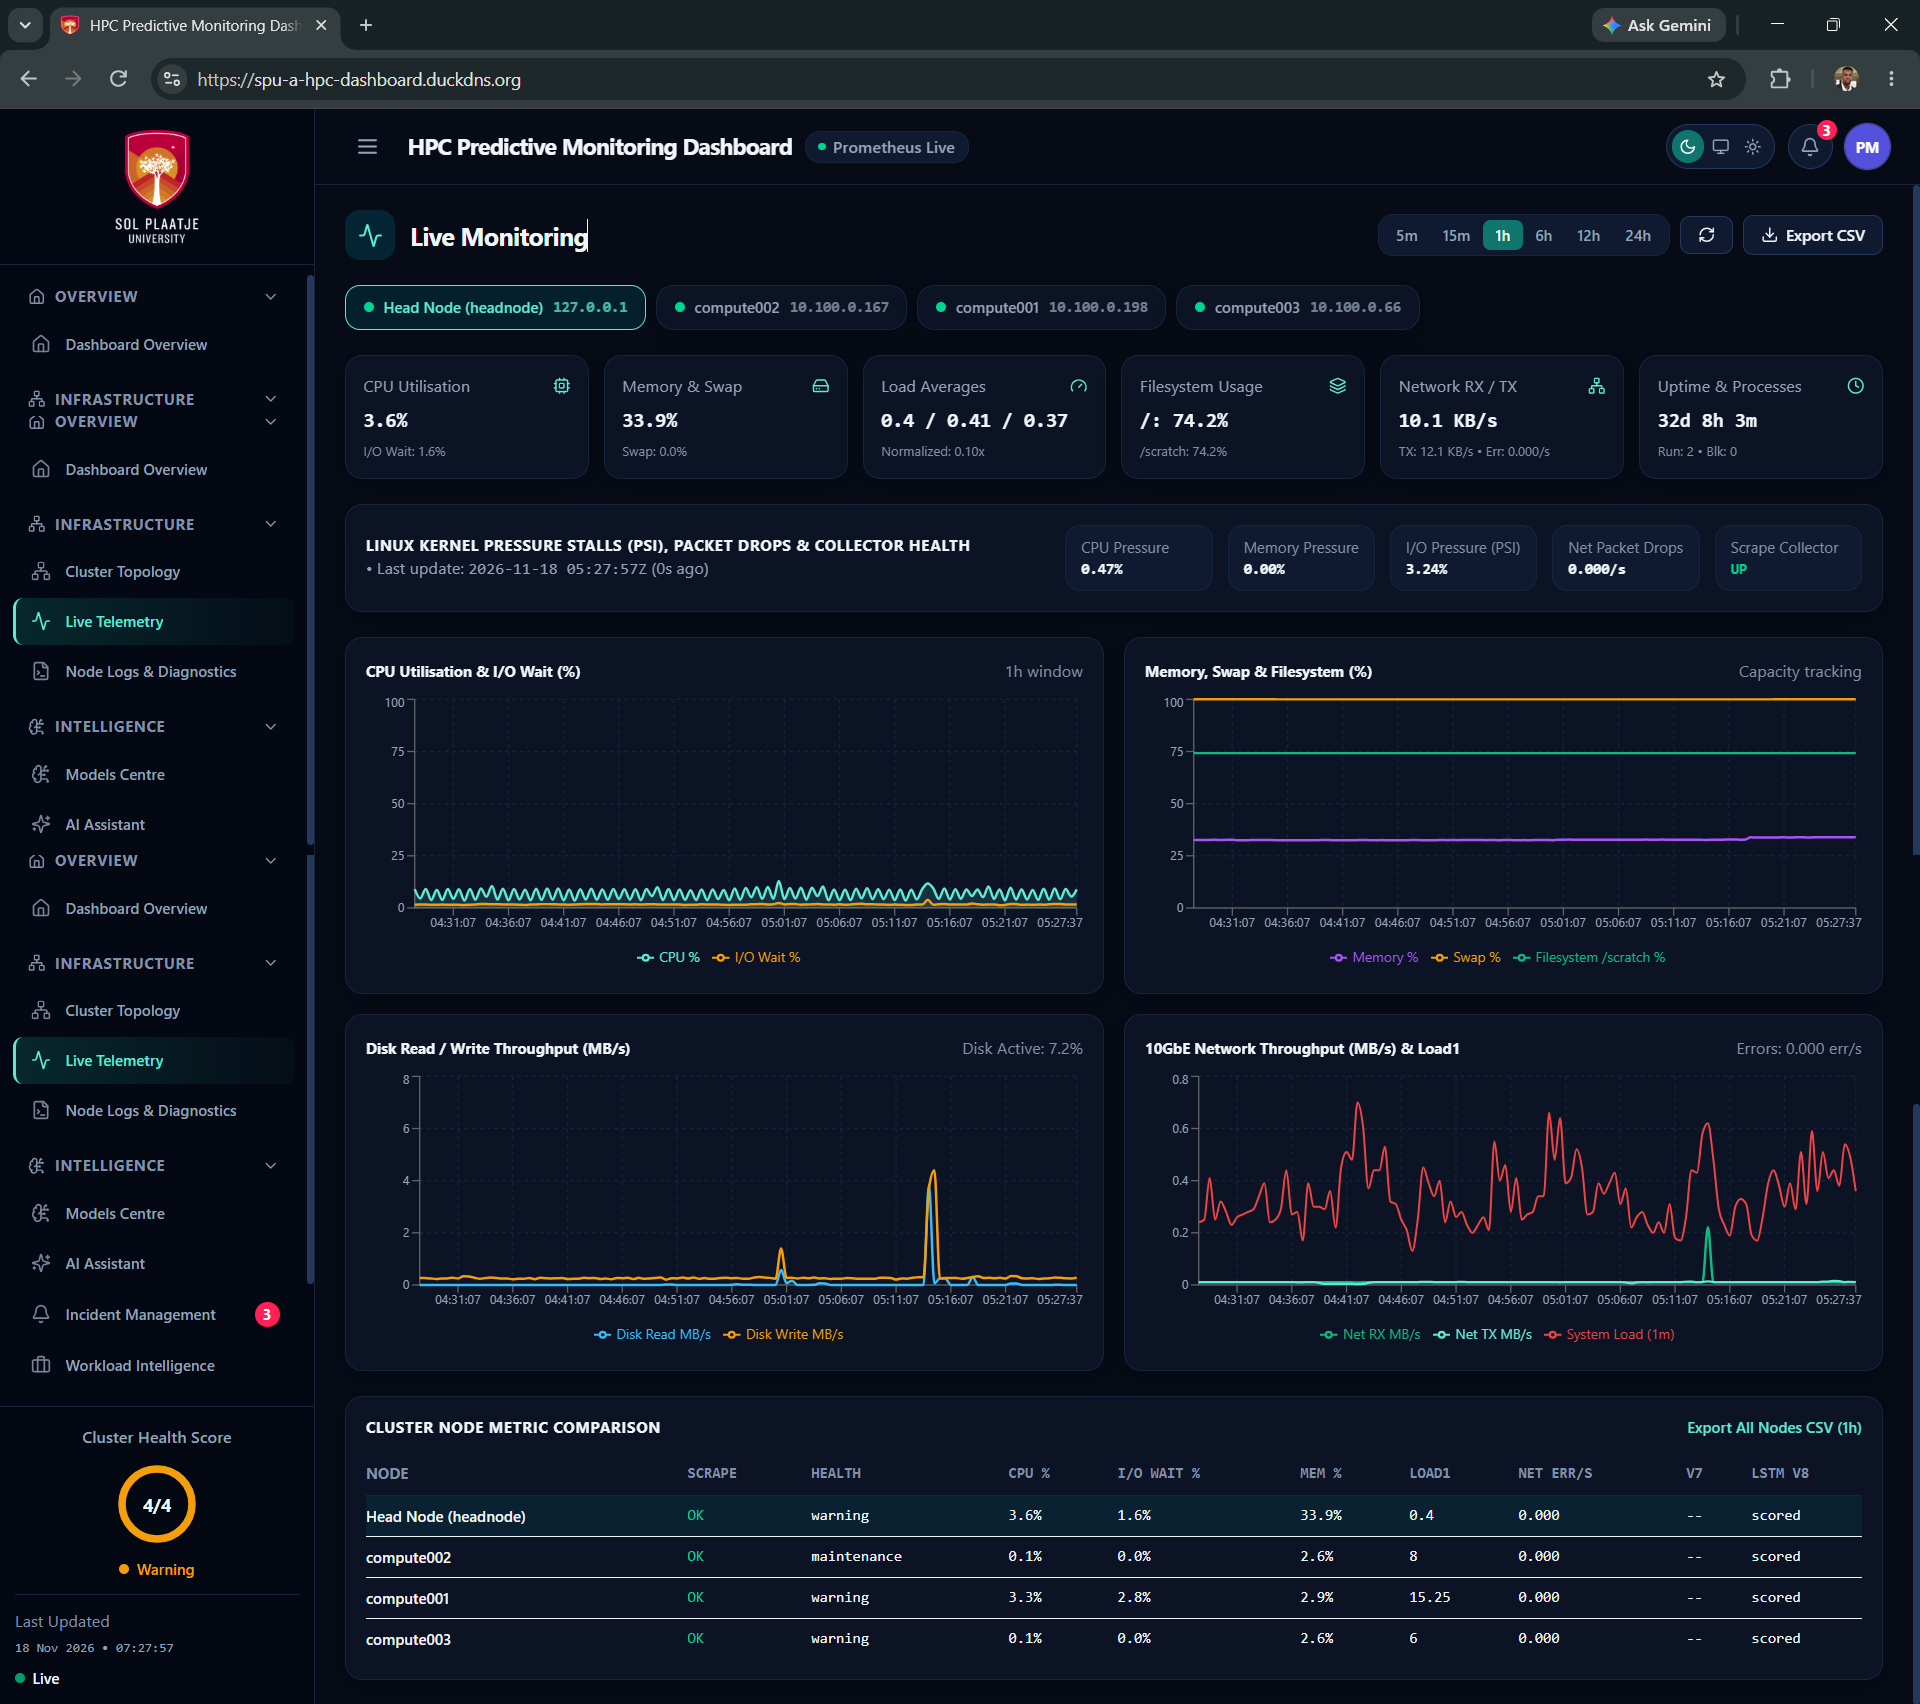 HPC Predictive Monitoring Dash
Ask Gemini
https://spu-a-hpc-dashboard.duckdns.org
SOL PLAATJE
UNIVERSITY
OVERVIEW
Dashboard Overview
INFRASTRUCTURE
OVERVIEW
Dashboard Overview
INFRASTRUCTURE
Cluster Topology
Live Telemetry
Node Logs & Diagnostics
INTELLIGENCE
Models Centre
AI Assistant
OVERVIEW
Dashboard Overview
INFRASTRUCTURE
Cluster Topology
Live Telemetry
Node Logs & Diagnostics
INTELLIGENCE
Models Centre
AI Assistant
Incident Management 3
Workload Intelligence
Cluster Health Score
4/4
Warning
Last Updated
18 Nov 2026 • 07:27:57
Live
HPC Predictive Monitoring Dashboard
Prometheus Live
3
PM
Live Monitoring
5m 15m 1h 6h 12h 24h
Export CSV
Head Node (headnode) 127.0.0.1
compute002 10.100.0.167
compute001 10.100.0.198
compute003 10.100.0.66
CPU Utilisation
3.6%
I/O Wait: 1.6%
Memory & Swap
33.9%
Swap: 0.0%
Load Averages
0.4 / 0.41 / 0.37
Normalized: 0.10x
Filesystem Usage
/: 74.2%
/scratch: 74.2%
Network RX / TX
10.1 KB/s
TX: 12.1 KB/s • Err: 0.000/s
Uptime & Processes
32d 8h 3m
Run: 2 • Blk: 0
LINUX KERNEL PRESSURE STALLS (PSI), PACKET DROPS & COLLECTOR HEALTH
• Last update: 2026-11-18 05:27:57Z (0s ago)
CPU Pressure
0.47%
Memory Pressure
0.00%
I/O Pressure (PSI)
3.24%
Net Packet Drops
0.000/s
Scrape Collector
UP
CPU Utilisation & I/O Wait (%)
1h window
100
75
50
25
0
04:31:07 04:36:07 04:41:07 04:46:07 04:51:07 04:56:07 05:01:07 05:06:07 05:11:07 05:16:07 05:21:07 05:27:37
CPU % I/O Wait %
Memory, Swap & Filesystem (%)
Capacity tracking
100
75
50
25
0
04:31:07 04:36:07 04:41:07 04:46:07 04:51:07 04:56:07 05:01:07 05:06:07 05:11:07 05:16:07 05:21:07 05:27:37
Memory % Swap % Filesystem /scratch %
Disk Read / Write Throughput (MB/s)
Disk Active: 7.2%
8
6
4
2
0
04:31:07 04:36:07 04:41:07 04:46:07 04:51:07 04:56:07 05:01:07 05:06:07 05:11:07 05:16:07 05:21:07 05:27:37
Disk Read MB/s Disk Write MB/s
10GbE Network Throughput (MB/s) & Load1
Errors: 0.000 err/s
0.8
0.6
0.4
0.2
0
04:31:07 04:36:07 04:41:07 04:46:07 04:51:07 04:56:07 05:01:07 05:06:07 05:11:07 05:16:07 05:21:07 05:27:37
Net RX MB/s Net TX MB/s System Load (1m)
CLUSTER NODE METRIC COMPARISON
Export All Nodes CSV (1h)
NODE SCRAPE HEALTH CPU % I/O WAIT % MEM % LOAD1 NET ERR/S V7 LSTM V8
Head Node (headnode) OK warning 3.6% 1.6% 33.9% 0.4 0.000 -- scored
compute002 OK maintenance 0.1% 0.0% 2.6% 8 0.000 -- scored
compute001 OK warning 3.3% 2.8% 2.9% 15.25 0.000 -- scored
compute003 OK warning 0.1% 0.0% 2.6% 6 0.000 -- scored